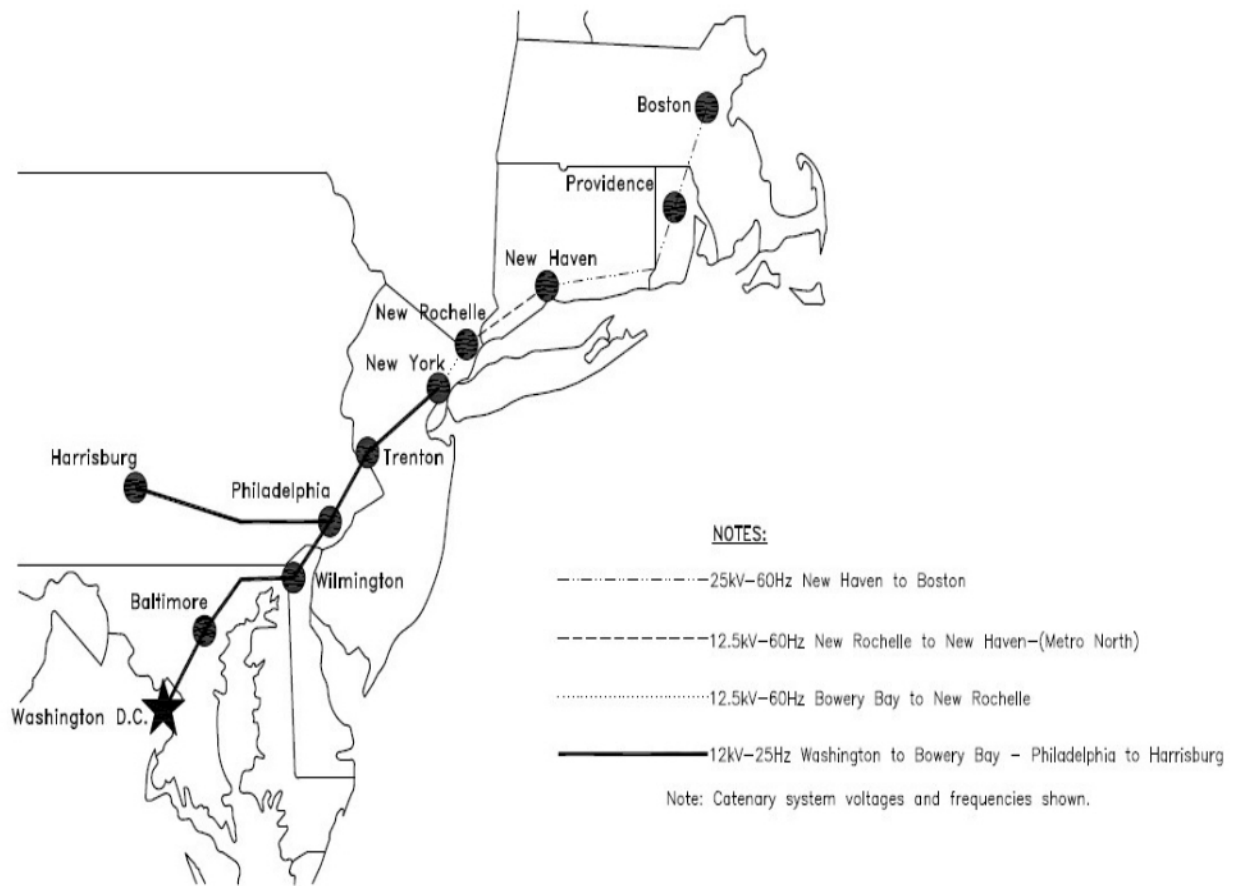 Boston
Providence
New Haven
New Rochelle
New York
Harrisburg
Trenton
Philadelphia
Wilmington
Baltimore
Washington D.C.
NOTES:
25kV-60Hz New Haven to Boston
12.5kV-60Hz New Rochelle to New Haven-(Metro North)
12.5kV-60Hz Bowery Bay to New Rochelle
12kV-25Hz Washington to Bowery Bay - Philadelphia to Harrisburg
Note: Catenary system voltages and frequencies shown.